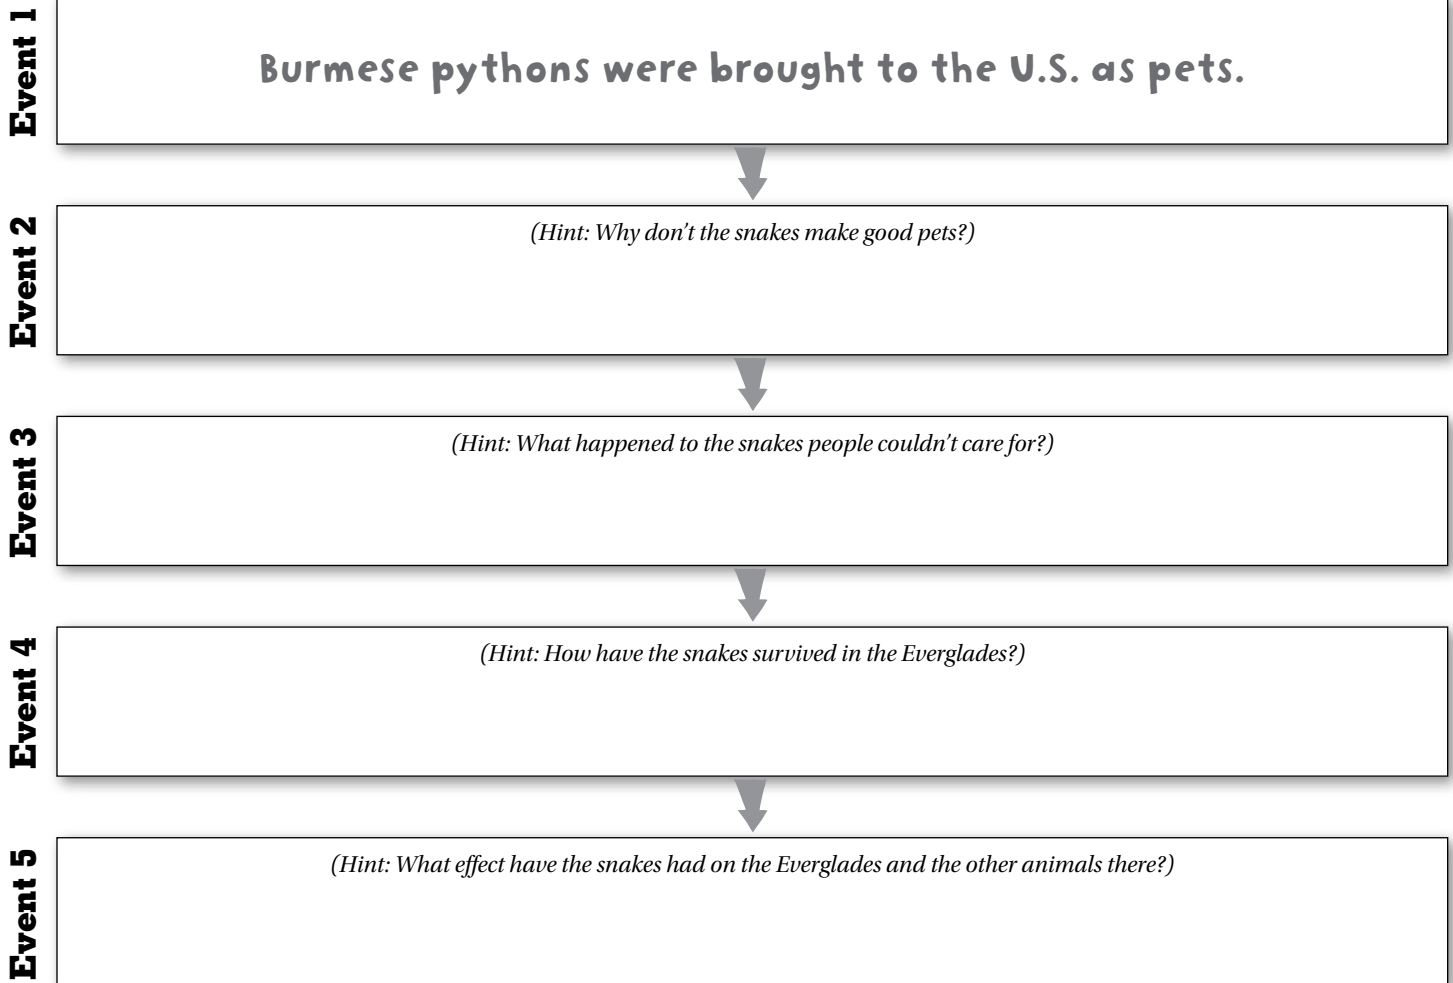 Event 1
Burmese pythons were brought to the U.S. as pets.
Event 2
(Hint: Why don't the snakes make good pets?)
Event 3
(Hint: What happened to the snakes people couldn't care for?)
Event 4
(Hint: How have the snakes survived in the Everglades?)
Event 5
(Hint: What effect have the snakes had on the Everglades and the other animals there?)